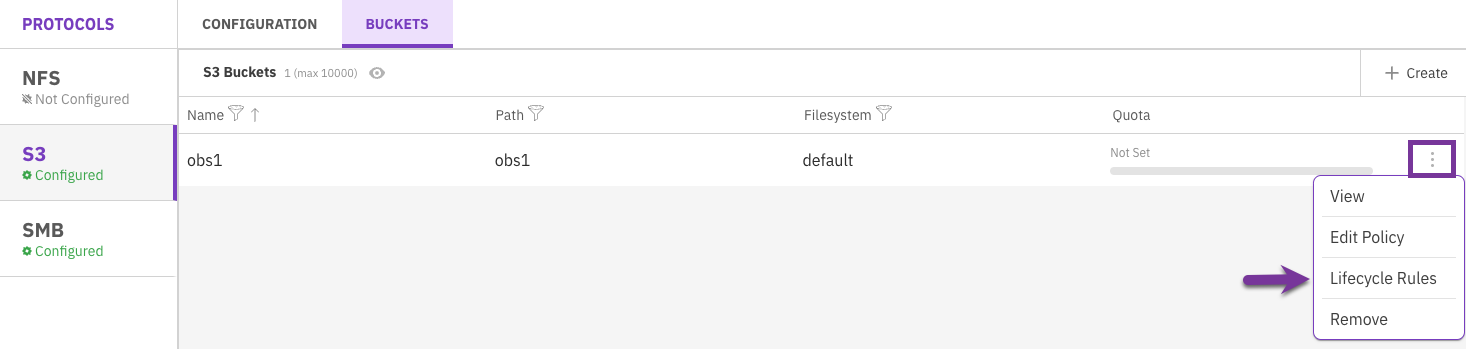 PROTOCOLS
CONFIGURATION
BUCKETS
NFS
Not Configured
S3
Configured
SMB
Configured
S3 Buckets 1 (max 10000)
Create
Name Path Filesystem Quota
obs1 obs1 default Not Set
View
Edit Policy
Lifecycle Rules
Remove